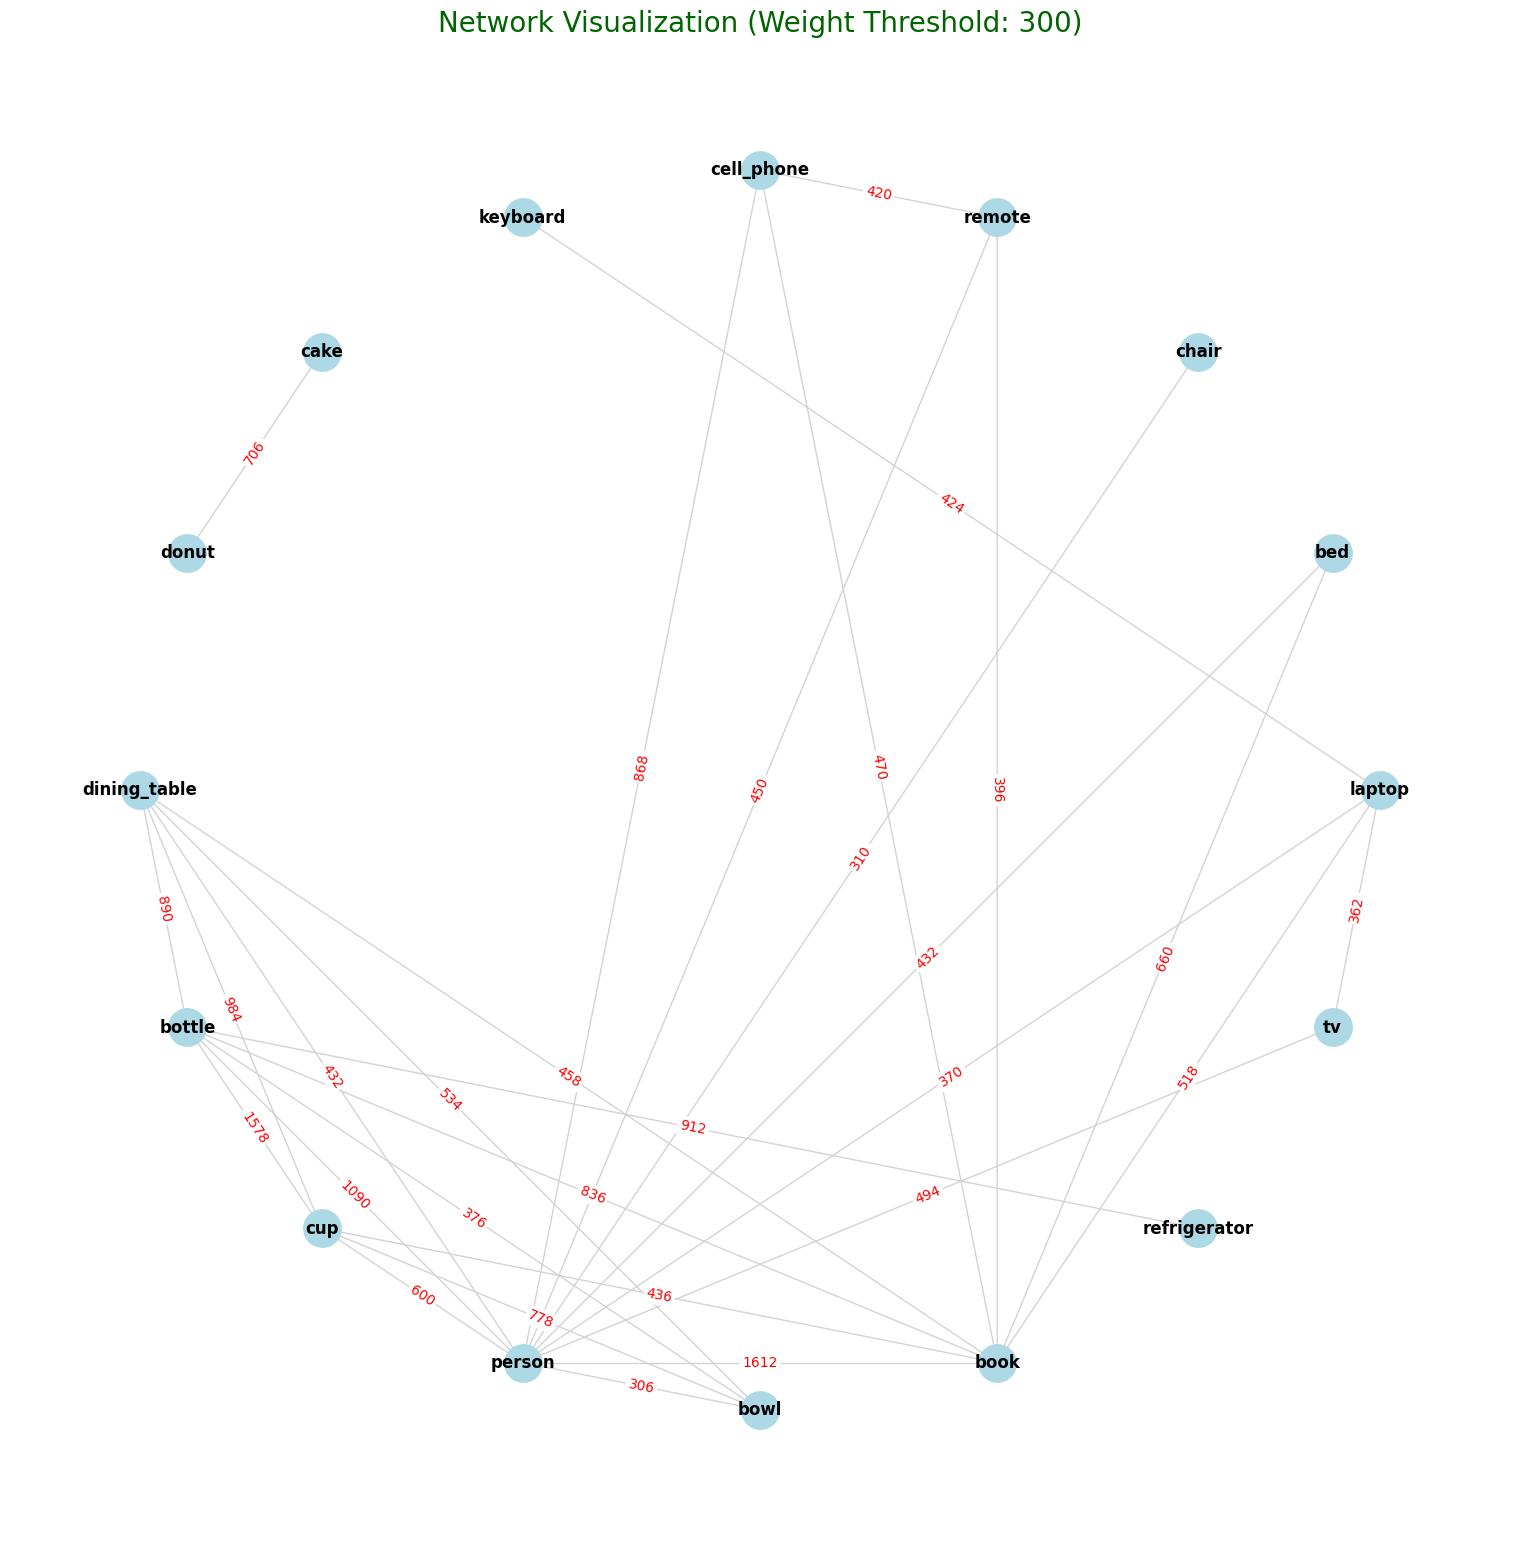 Network Visualization (Weight Threshold: 300)
cell_phone
420
keyboard
remote
cake
chair
706
424
donut
bed
868
470
dining_table
450
396
laptop
310
890
362
432
660
984
bottle
tv
432
458
370
518
534
1578
912
1090
836
494
376
cup
refrigerator
600
436
778
person
1612
book
306
bowl